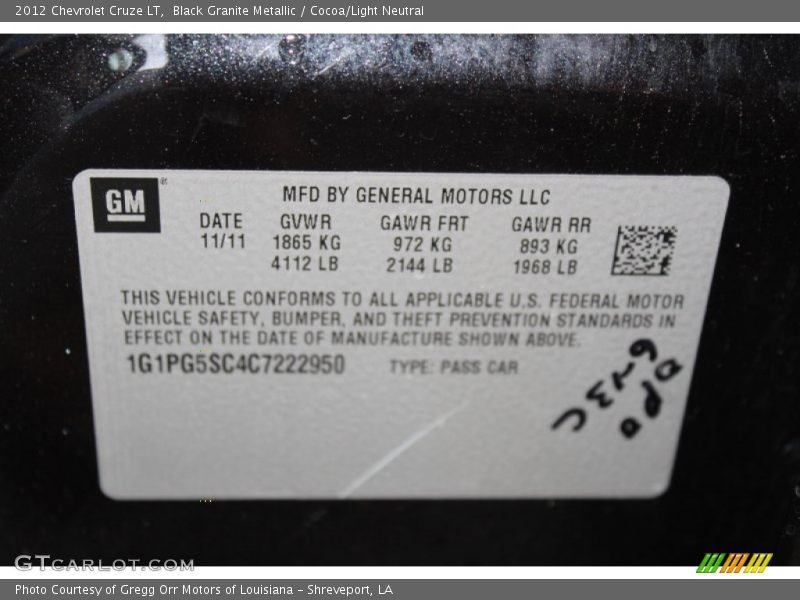 2012 Chevrolet Cruze LT,  Black Granite Metallic / Cocoa/Light Neutral
GM
MFD BY GENERAL MOTORS LLC
DATE GVWR GAWR FRT GAWR RR
11/11 1865 KG 972 KG 893 KG
4112 LB 2144 LB 1968 LB
THIS VEHICLE CONFORMS TO ALL APPLICABLE U.S. FEDERAL MOTOR
VEHICLE SAFETY, BUMPER, AND THEFT PREVENTION STANDARDS IN
EFFECT ON THE DATE OF MANUFACTURE SHOWN ABOVE.
1G1PG5SC4C7222950 TYPE: PASS CAR
GTCARLOT.COM
Photo Courtesy of Gregg Orr Motors of Louisiana - Shreveport, LA